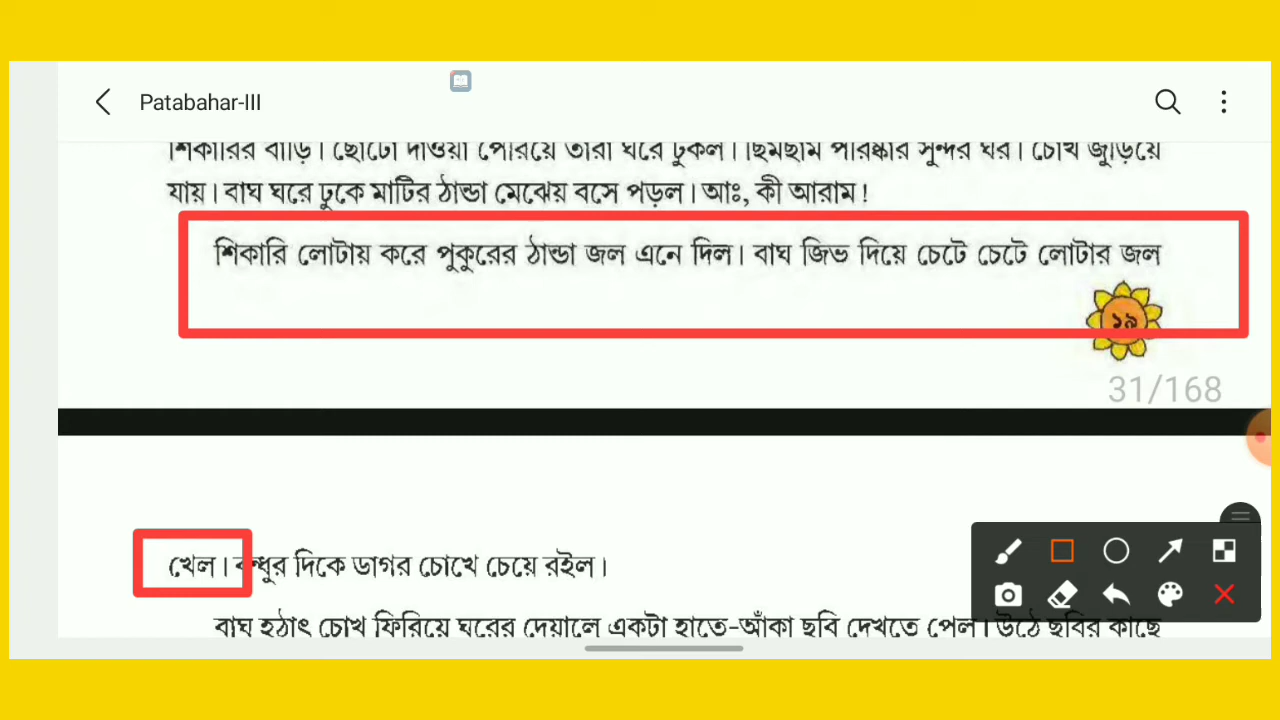 Patabahar-III
শিকারির বাড়ি। ছোটো দাওয়া পেরিয়ে তারা ঘরে ঢুকল। ছিমছাম পরিষ্কার সুন্দর ঘর। চোখ জুড়িয়ে
যায়। বাঘ ঘরে ঢুকে মাটির ঠান্ডা মেঝেয় বসে পড়ল। আঃ, কী আরাম!
শিকারি লোটায় করে পুকুরের ঠান্ডা জল এনে দিল। বাঘ জিভ দিয়ে চেটে চেটে লোটার জল
১৯
31/168
খেল। বন্ধুর দিকে ডাগর চোখে চেয়ে রইল।
বাঘ হঠাৎ চোখ ফিরিয়ে ঘরের দেয়ালে একটা হাতে-আঁকা ছবি দেখতে পেল। উঠে ছবির কাছে